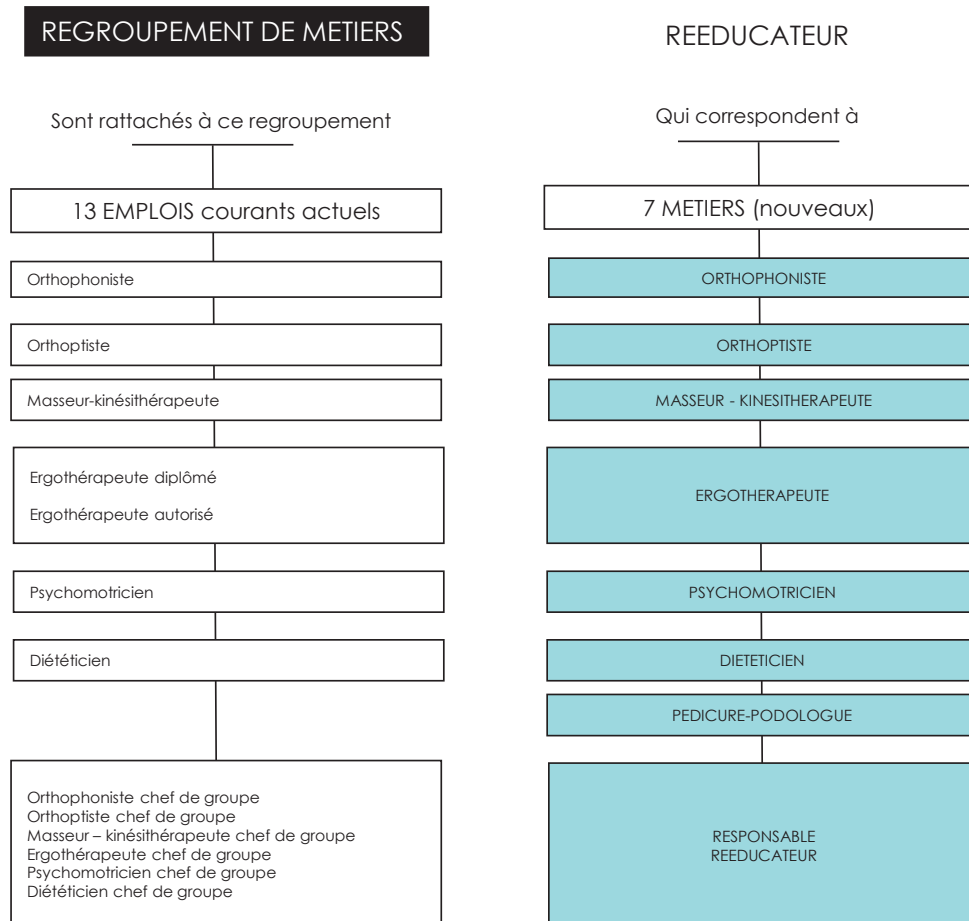 REGROUPEMENT DE METIERS
REEDUCATEUR
Sont rattachés à ce regroupement
Qui correspondent à
13 EMPLOIS courants actuels
7 METIERS (nouveaux)
Orthophoniste
ORTHOPHONISTE
Orthoptiste
ORTHOPTISTE
Masseur-kinésithérapeute
MASSEUR - KINESITHERAPEUTE
Ergothérapeute diplômé
Ergothérapeute autorisé
ERGOTHERAPEUTE
Psychomotricien
PSYCHOMOTRICIEN
Diététicien
DIETETICIEN
PEDICURE-PODOLOGUE
Orthophoniste chef de groupe
Orthoptiste chef de groupe
Masseur – kinésithérapeute chef de groupe
Ergothérapeute chef de groupe
Psychomotricien chef de groupe
Diététicien chef de groupe
RESPONSABLE
REEDUCATEUR